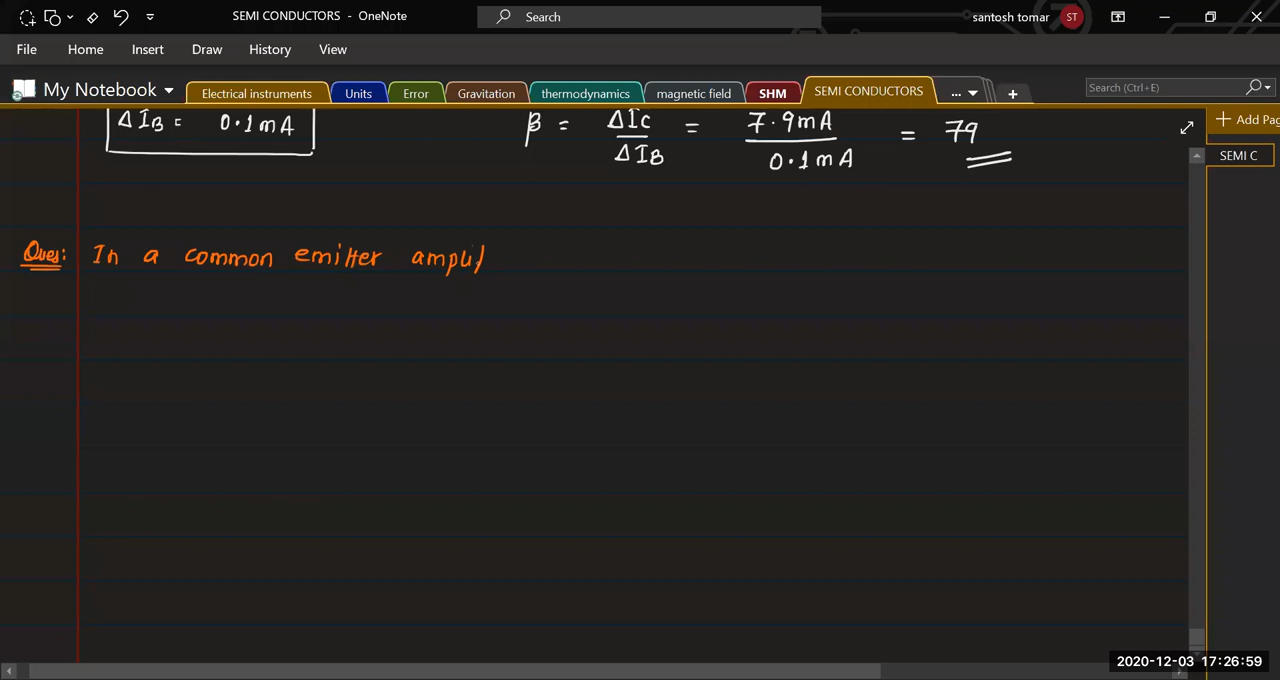 SEMI CONDUCTORS - OneNote
Search
santosh tomar
ST
File Home Insert Draw History View
My Notebook
Electrical instruments
Units
Error
Gravitation
thermodynamics
magnetic field
SHM
SEMI CONDUCTORS
...
Search (Ctrl+E)
Add Pag
SEMI C
ΔIB = 0.1mA
β = ΔIC / ΔIB = 7.9mA / 0.1mA = 79
Ques: In a common emitter amplif
2020-12-03 17:26:59